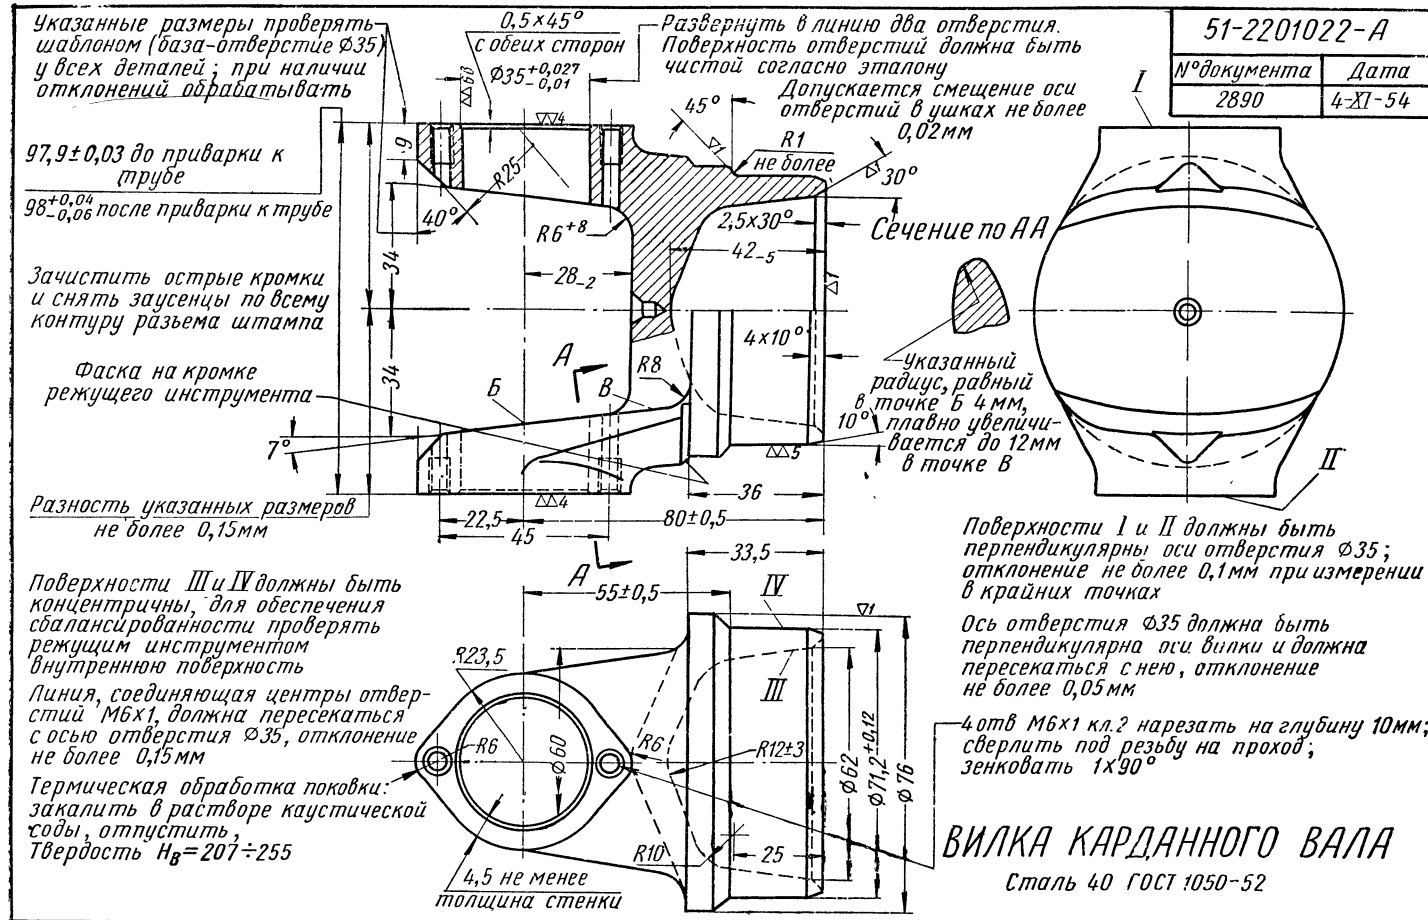 Указанные размеры проверять
шаблоном (база-отверстие Ф35)
у всех деталей; при наличии
отклонений обрабатывать
0,5×45°
с обеих сторон
Ф35+0,027
-0,01
▽▽6в
▽▽4
Развернуть в линию два отверстия.
Поверхность отверстий должна быть
чистой согласно эталону
Допускается смещение оси
отверстий в ушках не более
0,02мм
51-2201022-А
N°документа
Дата
2890
4-XI-54
I
45°
▽1
R1
не более
▽1
30°
97,9±0,03 до приварки к
трубе
98+0,04
-0,06 после приварки к трубе
9
R25
40°
R6+8
2,5×30°
42-5
Сечение по АА
34
28-2
▽1
Зачистить острые кромки
и снять заусенцы по всему
контуру разъема штампа
4×10°
Фаска на кромке
режущего инструмента
34
А
Б
В
R8
Указанный
радиус, равный
в точке Б 4мм,
плавно увеличи-
вается до 12мм
в точке В
7°
10°
▽▽5
II
▽▽4
36
Разность указанных размеров
не более 0,15мм
22,5
80±0,5
45
33,5
А
55±0,5
Поверхности I и II должны быть
перпендикулярны оси отверстия Ф35;
отклонение не более 0,1мм при измерении
в крайних точках
Поверхности III и IV должны быть
концентричны, для обеспечения
сбалансированности проверять
режущим инструментом
внутреннюю поверхность
IV
▽1
Ось отверстия Ф35 должна быть
перпендикулярна оси вилки и должна
пересекаться с нею, отклонение
не более 0,05мм
R23,5
III
Линия, соединяющая центры отвер-
стий М6×1, должна пересекаться
с осью отверстия Ф35, отклонение
не более 0,15мм
R6
Ф60
R6
R12±3
Ф62
Ф71,2+0,12
Ф76
4 отв М6×1 кл.2 нарезать на глубину 10мм;
сверлить под резьбу на проход;
зенковать 1×90°
Термическая обработка поковки:
закалить в растворе каустической
соды, отпустить,
Твердость HB=207÷255
R10
25
4,5 не менее
толщина стенки
ВИЛКА КАРДАННОГО ВАЛА
Сталь 40 ГОСТ 1050-52